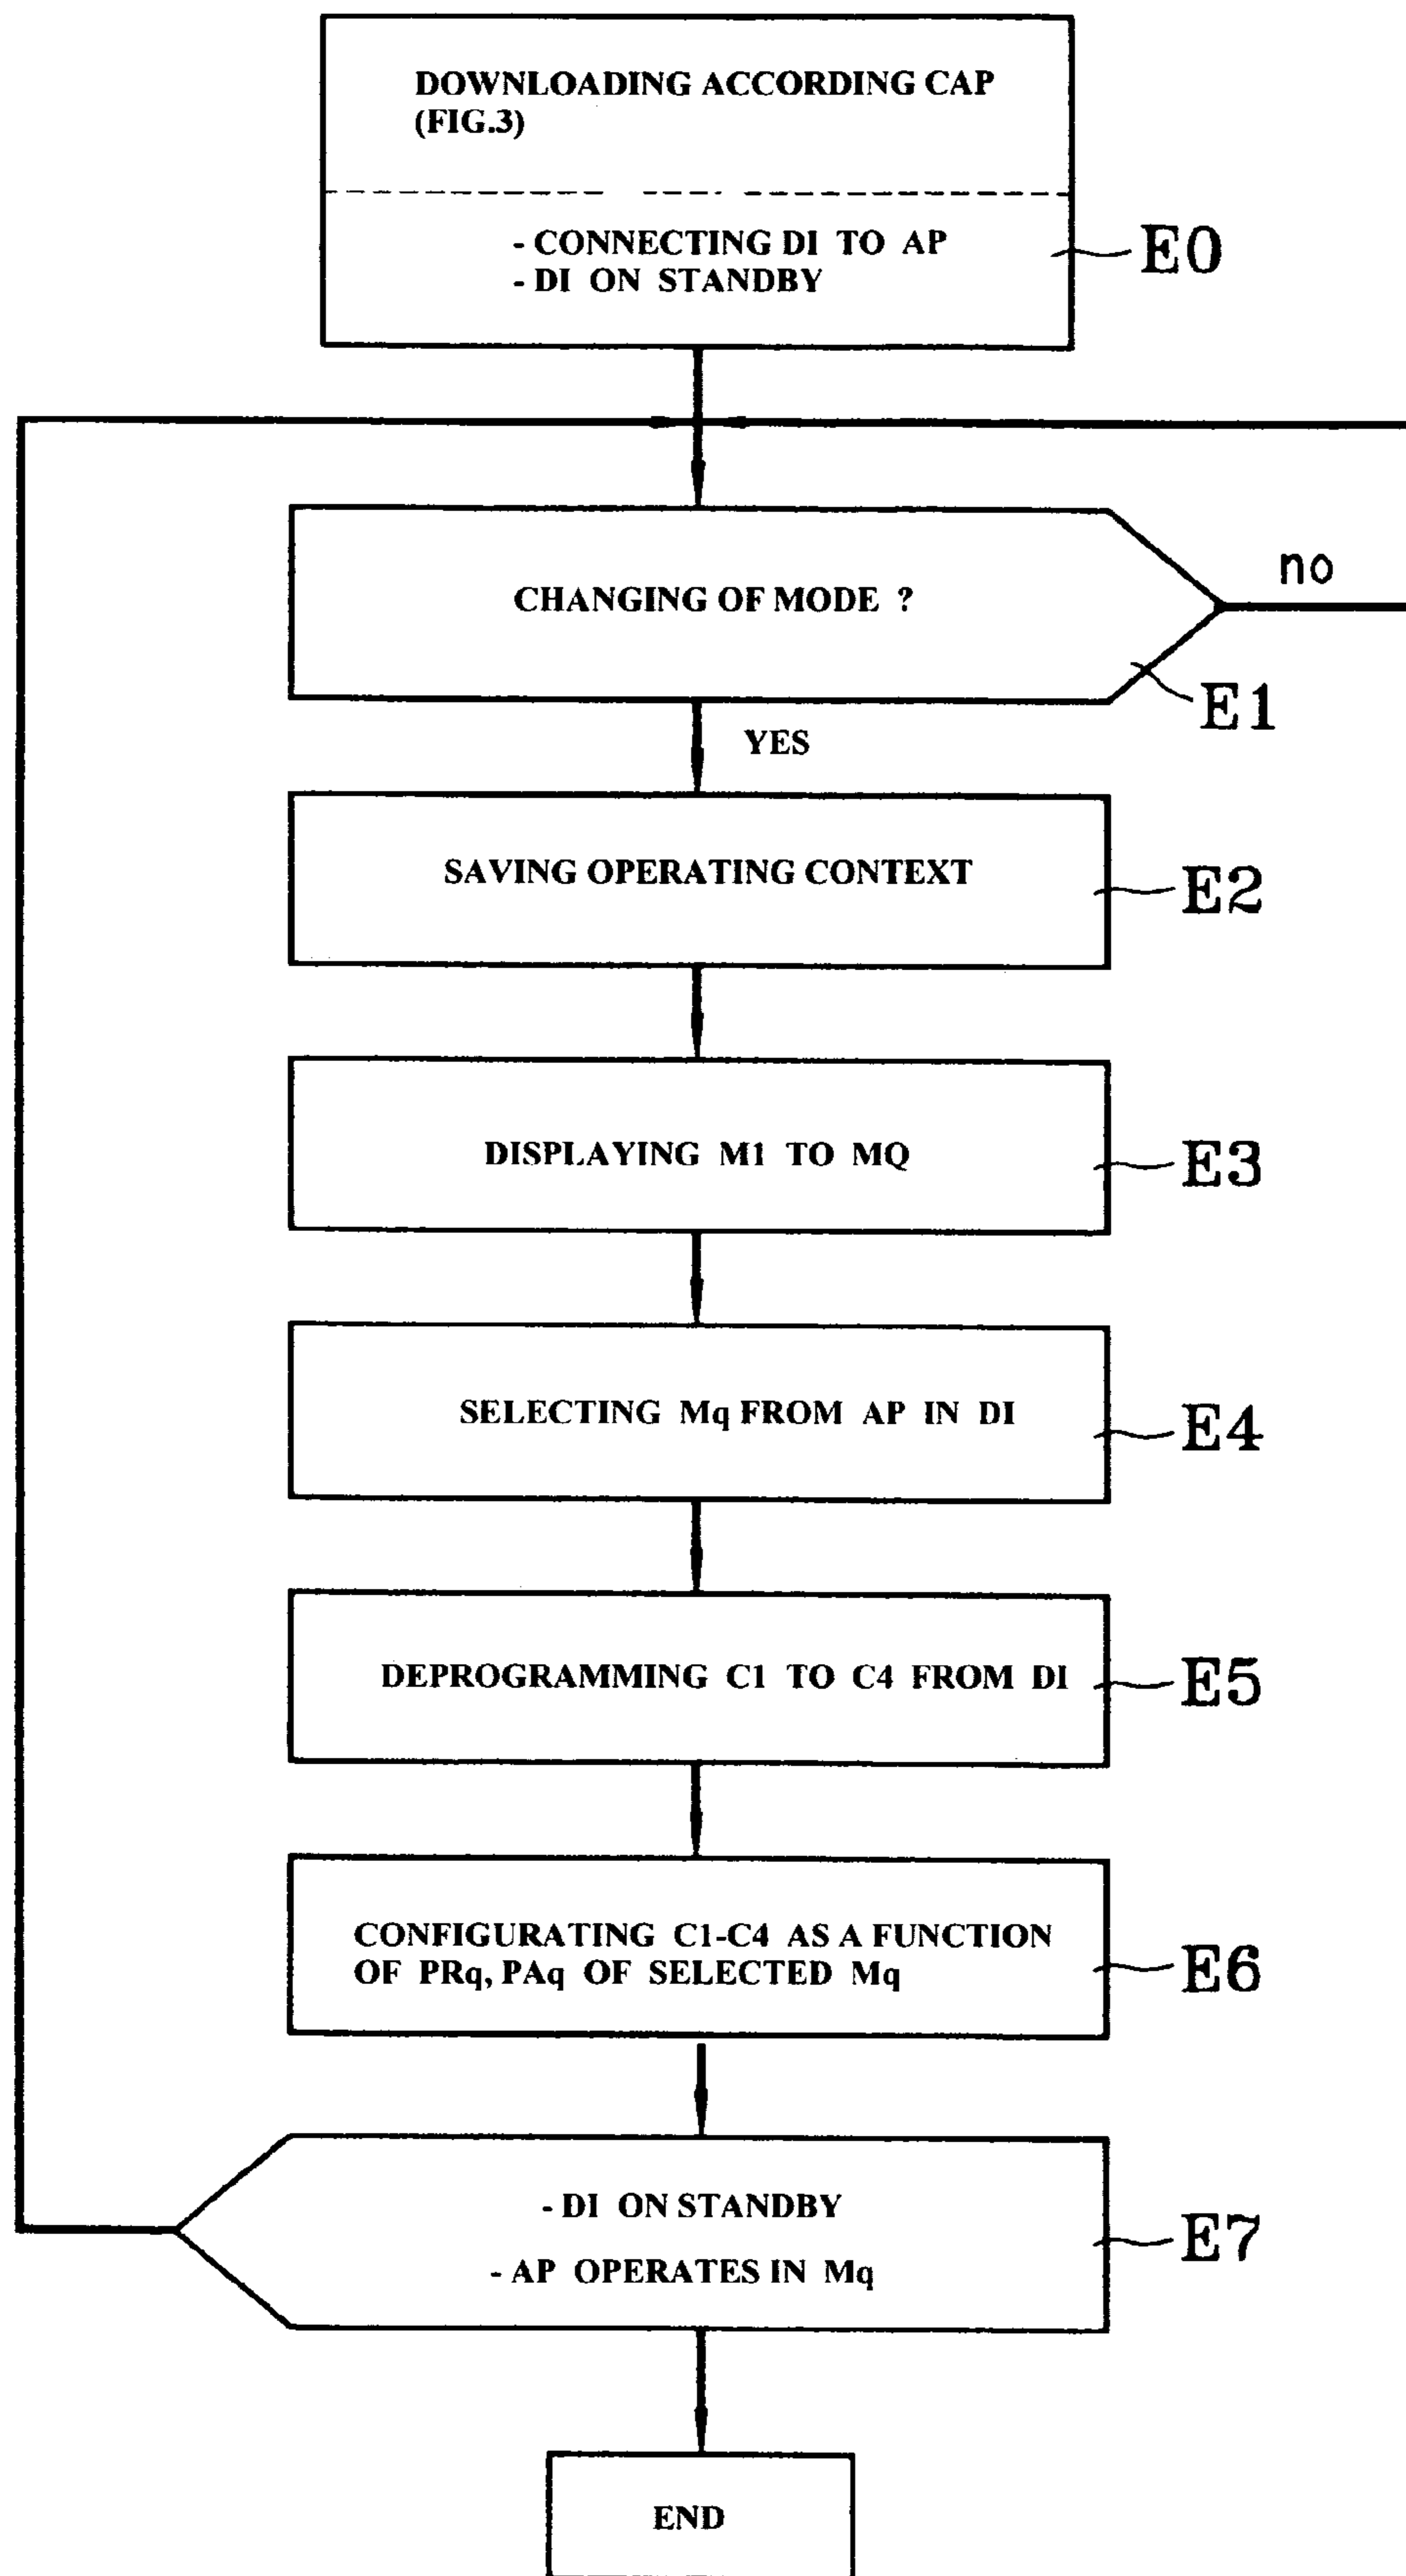 DOWNLOADING ACCORDING CAP
(FIG.3)
- CONNECTING DI TO AP
- DI ON STANDBY
E0
CHANGING OF MODE ?
no
E1
YES
SAVING OPERATING CONTEXT
E2
DISPLAYING M1 TO MQ
E3
SELECTING Mq FROM AP IN DI
E4
DEPROGRAMMING C1 TO C4 FROM DI
E5
CONFIGURATING C1-C4 AS A FUNCTION
OF PRq, PAq OF SELECTED Mq
E6
- DI ON STANDBY
- AP OPERATES IN Mq
E7
END